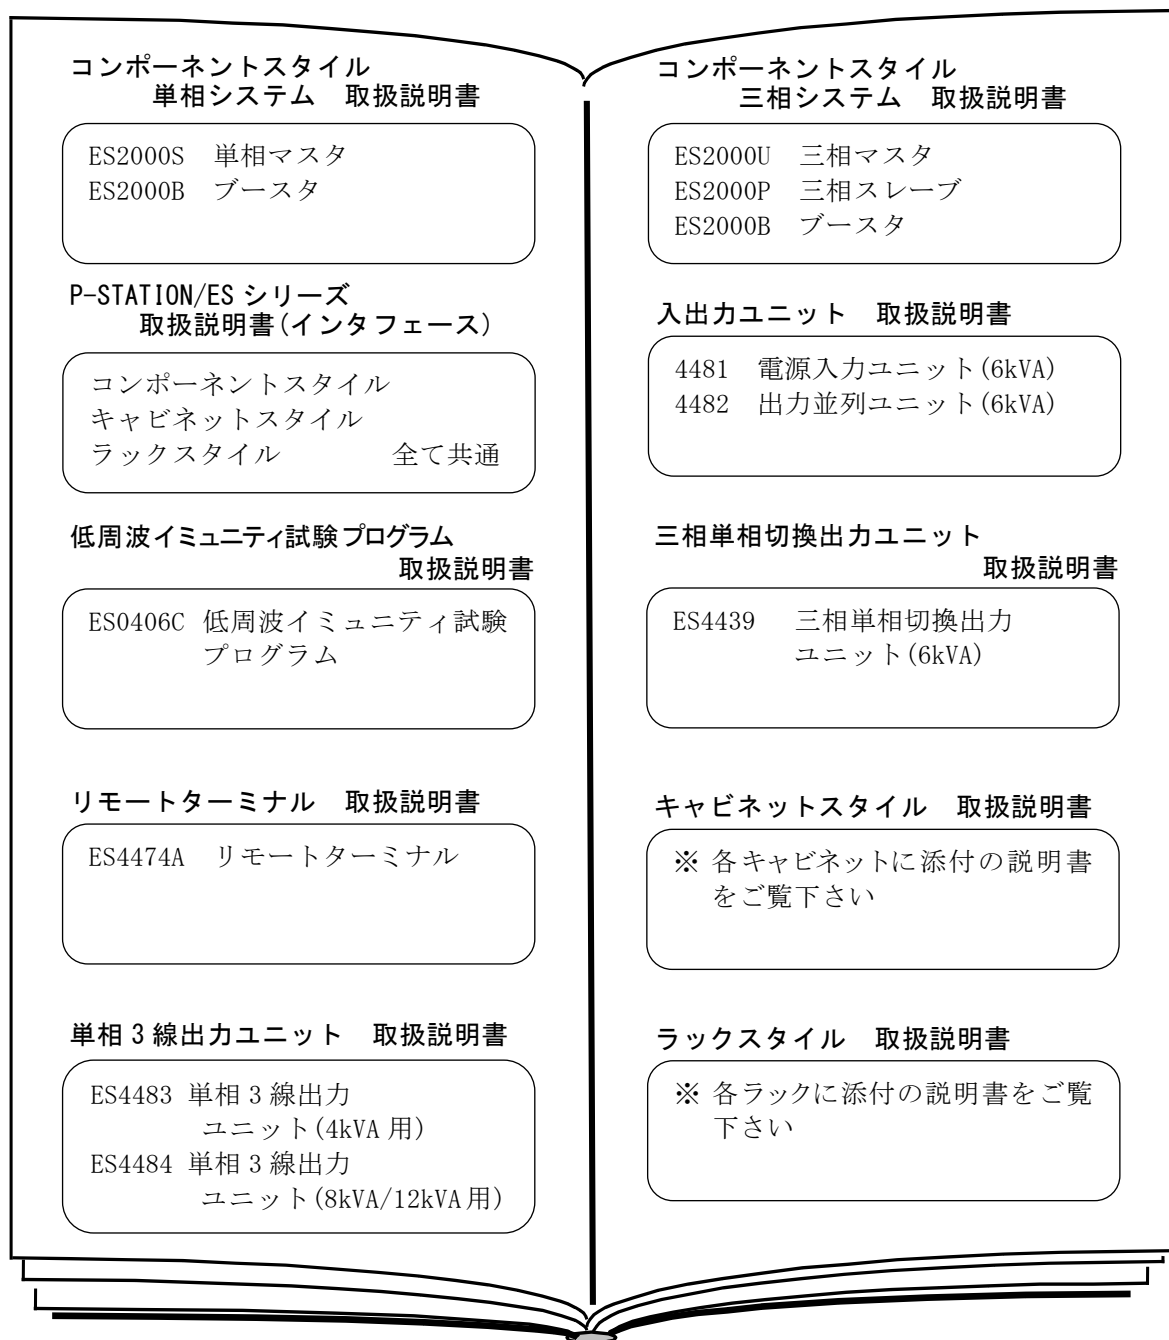 コンポーネントスタイル
単相システム　取扱説明書
ES2000S　単相マスタ
ES2000B　ブースタ
P-STATION/ES シリーズ
取扱説明書(インタフェース)
コンポーネントスタイル
キャビネットスタイル
ラックスタイル　　　　全て共通
低周波イミュニティ試験プログラム
取扱説明書
ES0406C 低周波イミュニティ試験
プログラム
リモートターミナル　取扱説明書
ES4474A　リモートターミナル
単相 3 線出力ユニット　取扱説明書
ES4483 単相 3 線出力
ユニット(4kVA 用)
ES4484 単相 3 線出力
ユニット(8kVA/12kVA用)
コンポーネントスタイル
三相システム　取扱説明書
ES2000U　三相マスタ
ES2000P　三相スレーブ
ES2000B　ブースタ
入出力ユニット　取扱説明書
4481　電源入力ユニット(6kVA)
4482　出力並列ユニット(6kVA)
三相単相切換出力ユニット
取扱説明書
ES4439　三相単相切換出力
ユニット(6kVA)
キャビネットスタイル　取扱説明書
※ 各キャビネットに添付の説明書
をご覧下さい
ラックスタイル　取扱説明書
※ 各ラックに添付の説明書をご覧
下さい